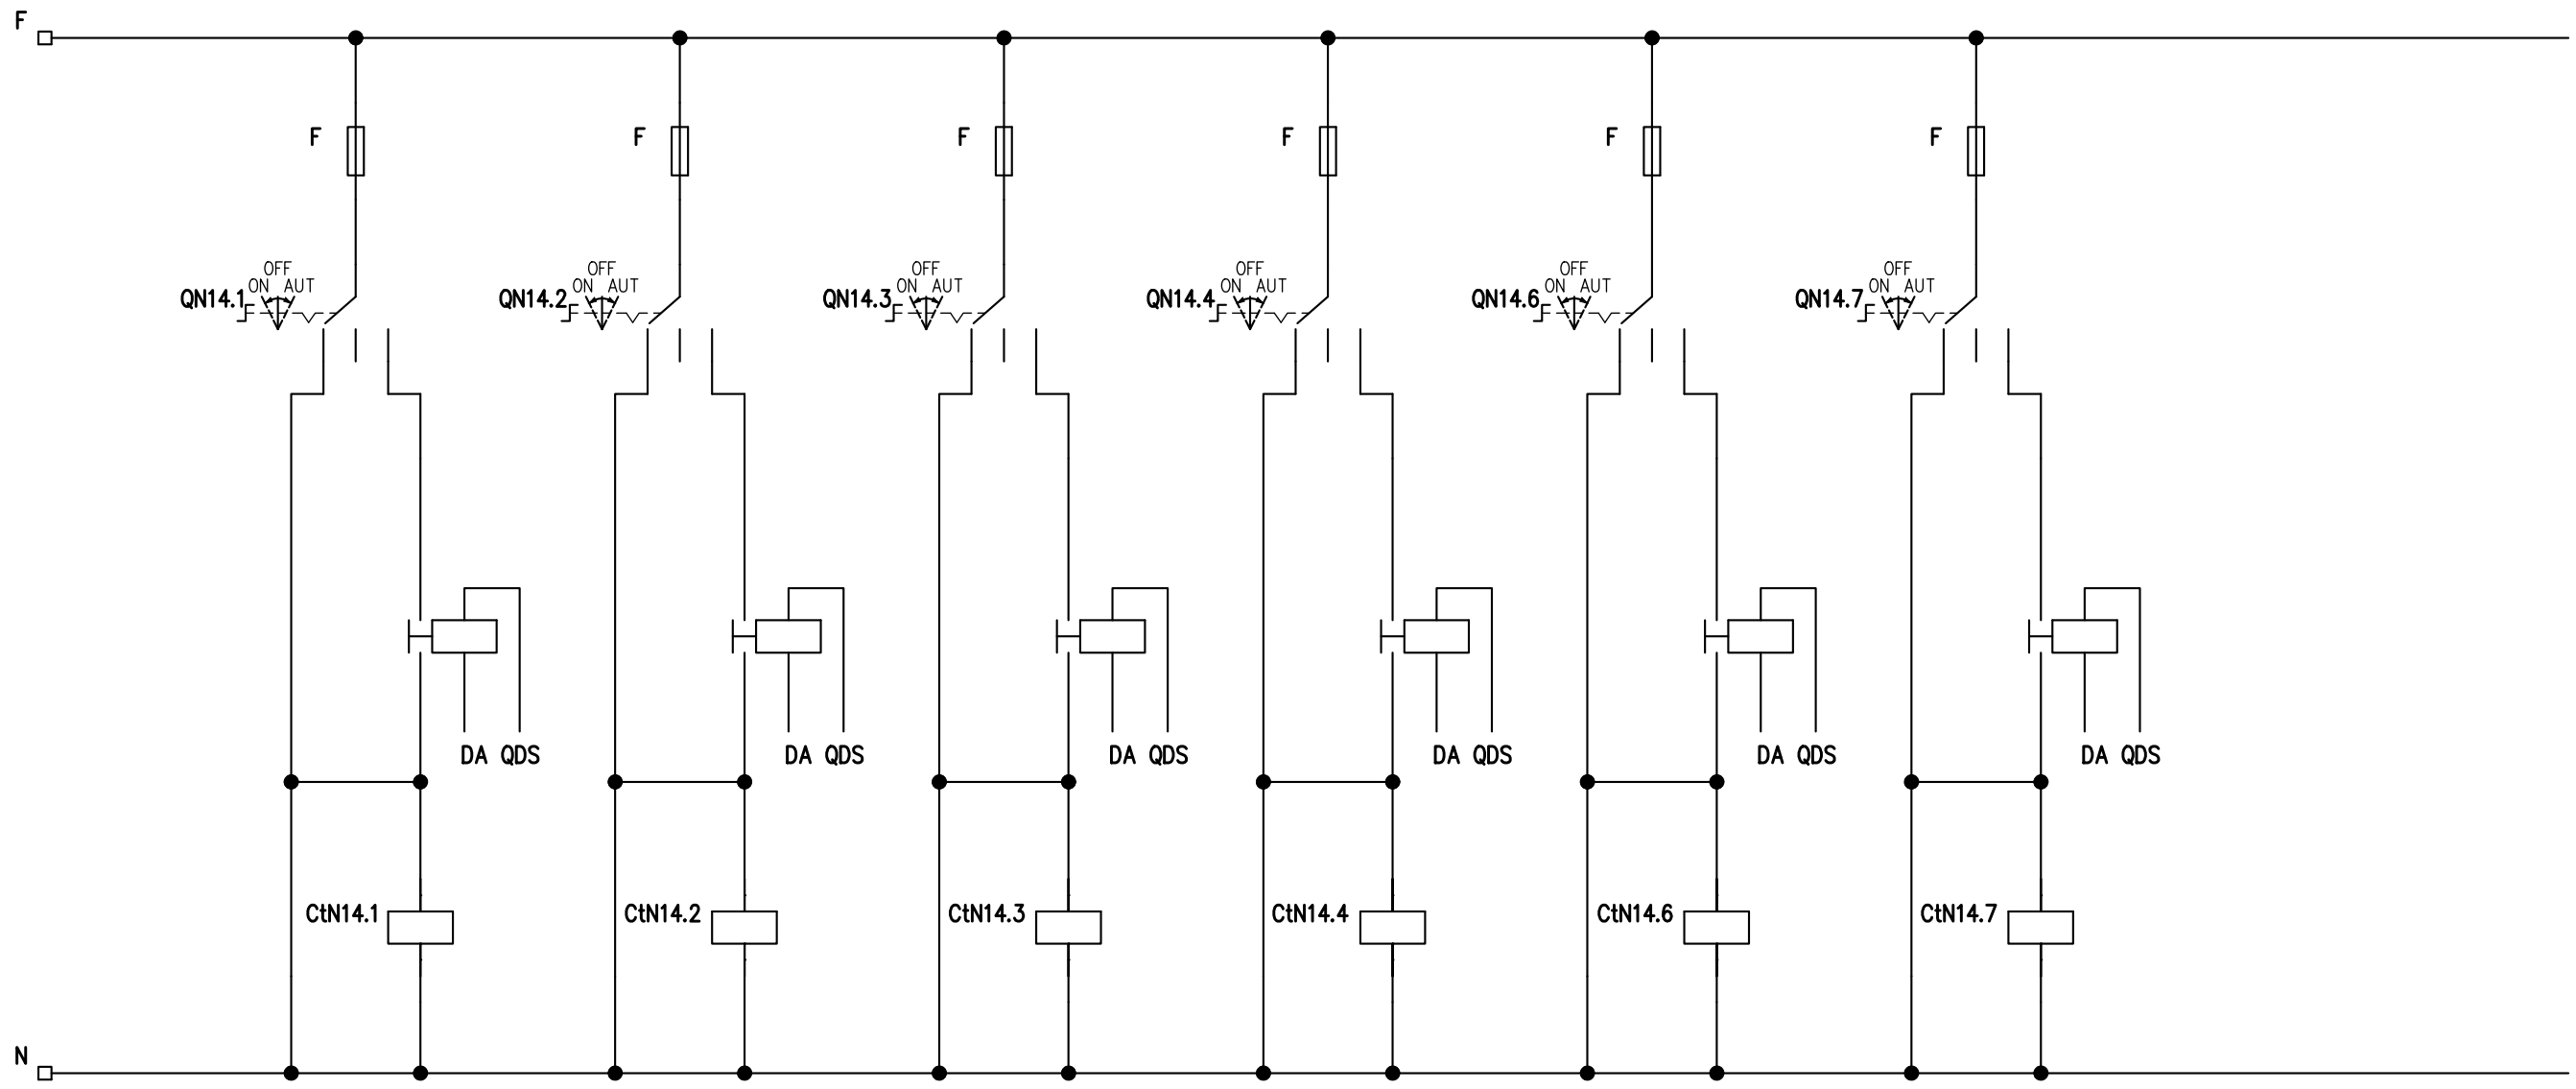 F
F F F F F F
OFF OFF OFF OFF OFF OFF
ON AUT ON AUT ON AUT ON AUT ON AUT ON AUT
QN14.1 QN14.2 QN14.3 QN14.4 QN14.6 QN14.7
DA QDS DA QDS DA QDS DA QDS DA QDS DA QDS
CtN14.1 CtN14.2 CtN14.3 CtN14.4 CtN14.6 CtN14.7
N